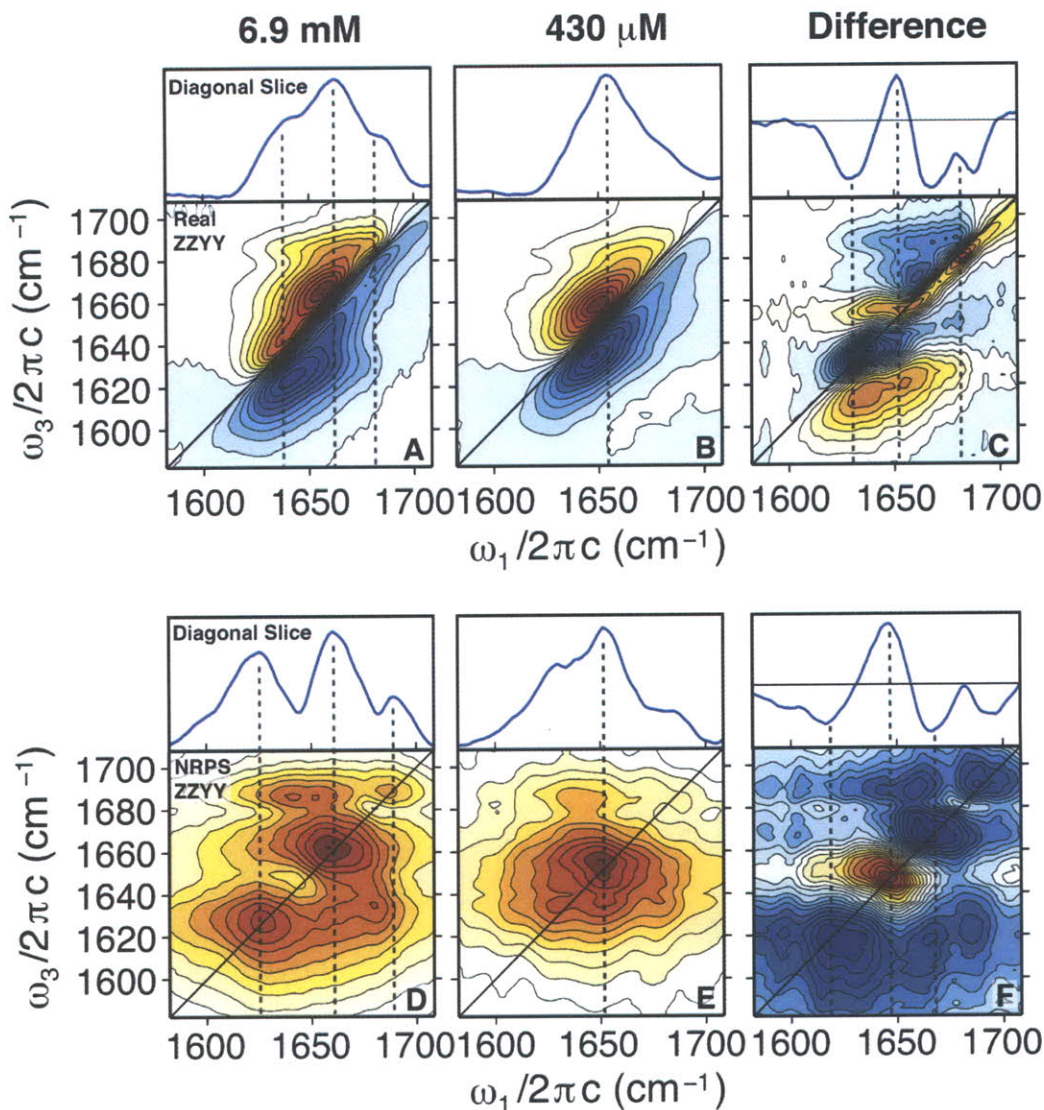 6.9 mM 430 μM Difference
Diagonal Slice
Real
ZZYY
1700
1680
1660
1640
1620
1600
ω3/2πc (cm−1)
A B C
1600 1650 1700 1600 1650 1700 1600 1650 1700
ω1/2πc (cm−1)
Diagonal Slice
NRPS
ZZYY
1700
1680
1660
1640
1620
1600
ω3/2πc (cm−1)
D E F
1600 1650 1700 1600 1650 1700 1600 1650 1700
ω1/2πc (cm−1)